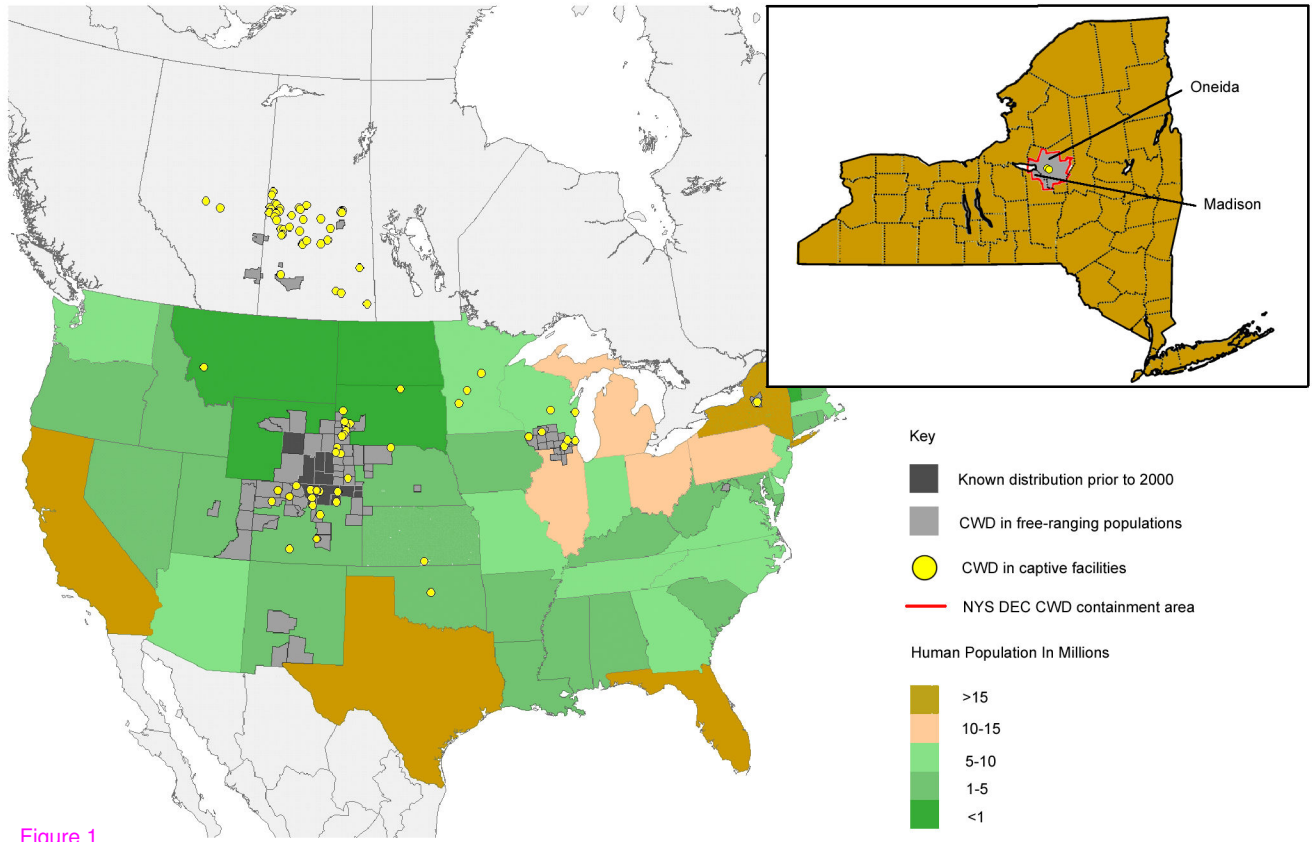 Oneida
Madison
Key
Known distribution prior to 2000
CWD in free-ranging populations
CWD in captive facilities
NYS DEC CWD containment area
Human Population In Millions
>15
10-15
5-10
1-5
<1
Figure 1